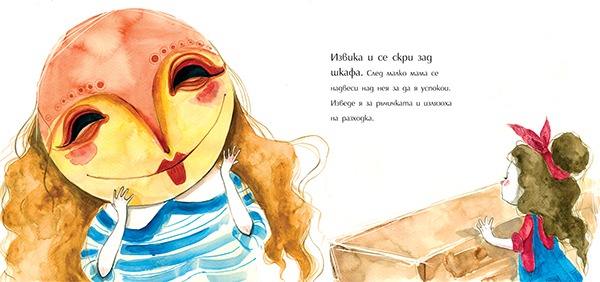 Извика и се скри зад
шкафа. След малко мама се
надвеси над нея за да я успокои.
Изведе я за ръчичката и излязоха
на разходка.